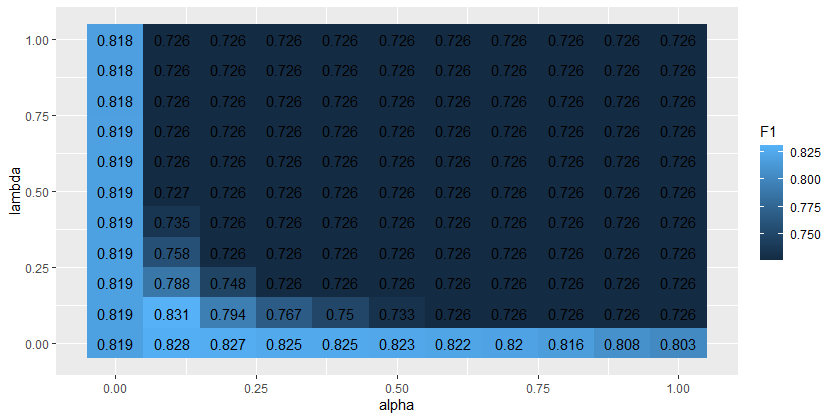 1.00
0.818 0.726 0.726 0.726 0.726 0.726 0.726 0.726 0.726 0.726 0.726
0.818 0.726 0.726 0.726 0.726 0.726 0.726 0.726 0.726 0.726 0.726
0.75
0.818 0.726 0.726 0.726 0.726 0.726 0.726 0.726 0.726 0.726 0.726
0.819 0.726 0.726 0.726 0.726 0.726 0.726 0.726 0.726 0.726 0.726
0.819 0.726 0.726 0.726 0.726 0.726 0.726 0.726 0.726 0.726 0.726
lambda
0.50
0.819 0.727 0.726 0.726 0.726 0.726 0.726 0.726 0.726 0.726 0.726
0.819 0.735 0.726 0.726 0.726 0.726 0.726 0.726 0.726 0.726 0.726
0.819 0.758 0.726 0.726 0.726 0.726 0.726 0.726 0.726 0.726 0.726
0.25
0.819 0.788 0.748 0.726 0.726 0.726 0.726 0.726 0.726 0.726 0.726
0.819 0.831 0.794 0.767 0.75 0.733 0.726 0.726 0.726 0.726 0.726
0.00
0.819 0.828 0.827 0.825 0.825 0.823 0.822 0.82 0.816 0.808 0.803
0.00 0.25 0.50 0.75 1.00
alpha
F1
0.825
0.800
0.775
0.750